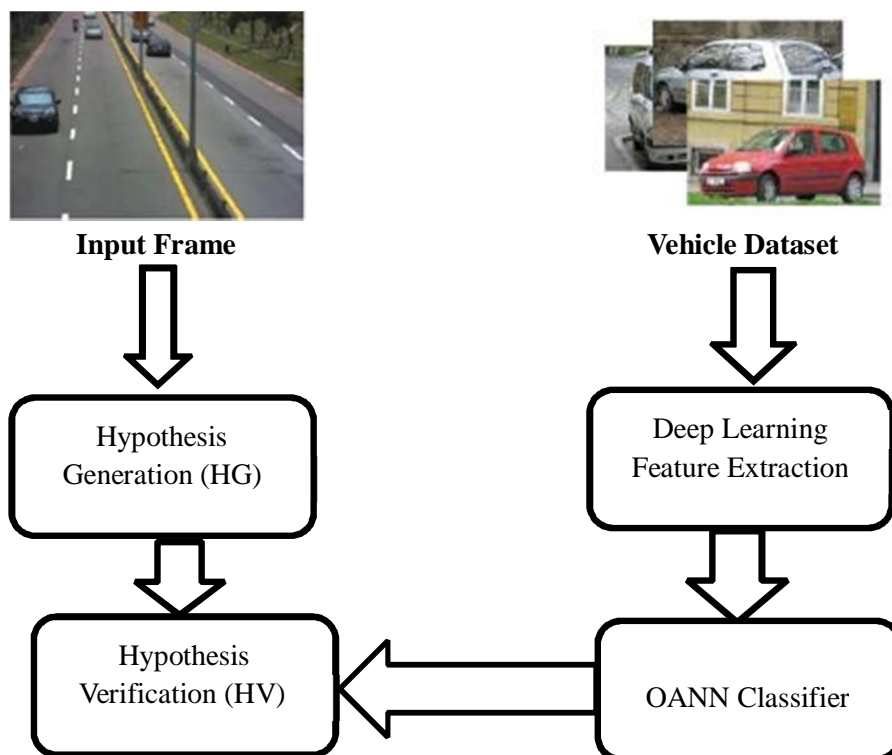 Input Frame
Vehicle Dataset
Hypothesis
Generation (HG)
Deep Learning
Feature Extraction
Hypothesis
Verification (HV)
OANN Classifier